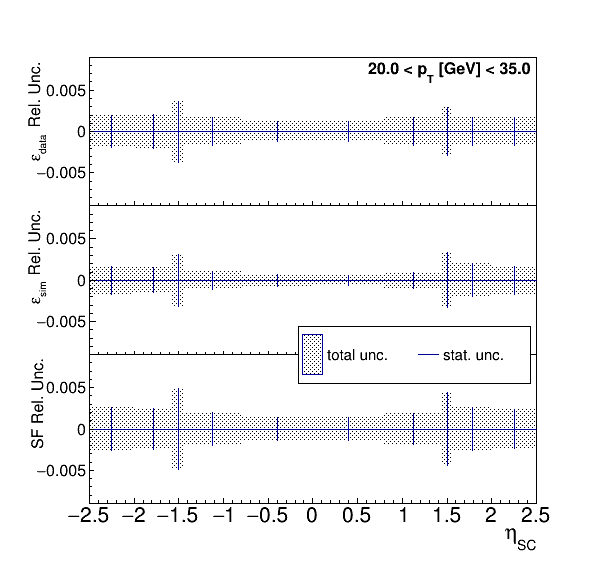 20.0 < p_T [GeV] < 35.0
ε_data Rel. Unc.
0.005
0
−0.005
ε_sim Rel. Unc.
0.005
0
−0.005
total unc. stat. unc.
SF Rel. Unc.
0.005
0
−0.005
−2.5 −2 −1.5 −1 −0.5 0 0.5 1 1.5 2 2.5
η_SC